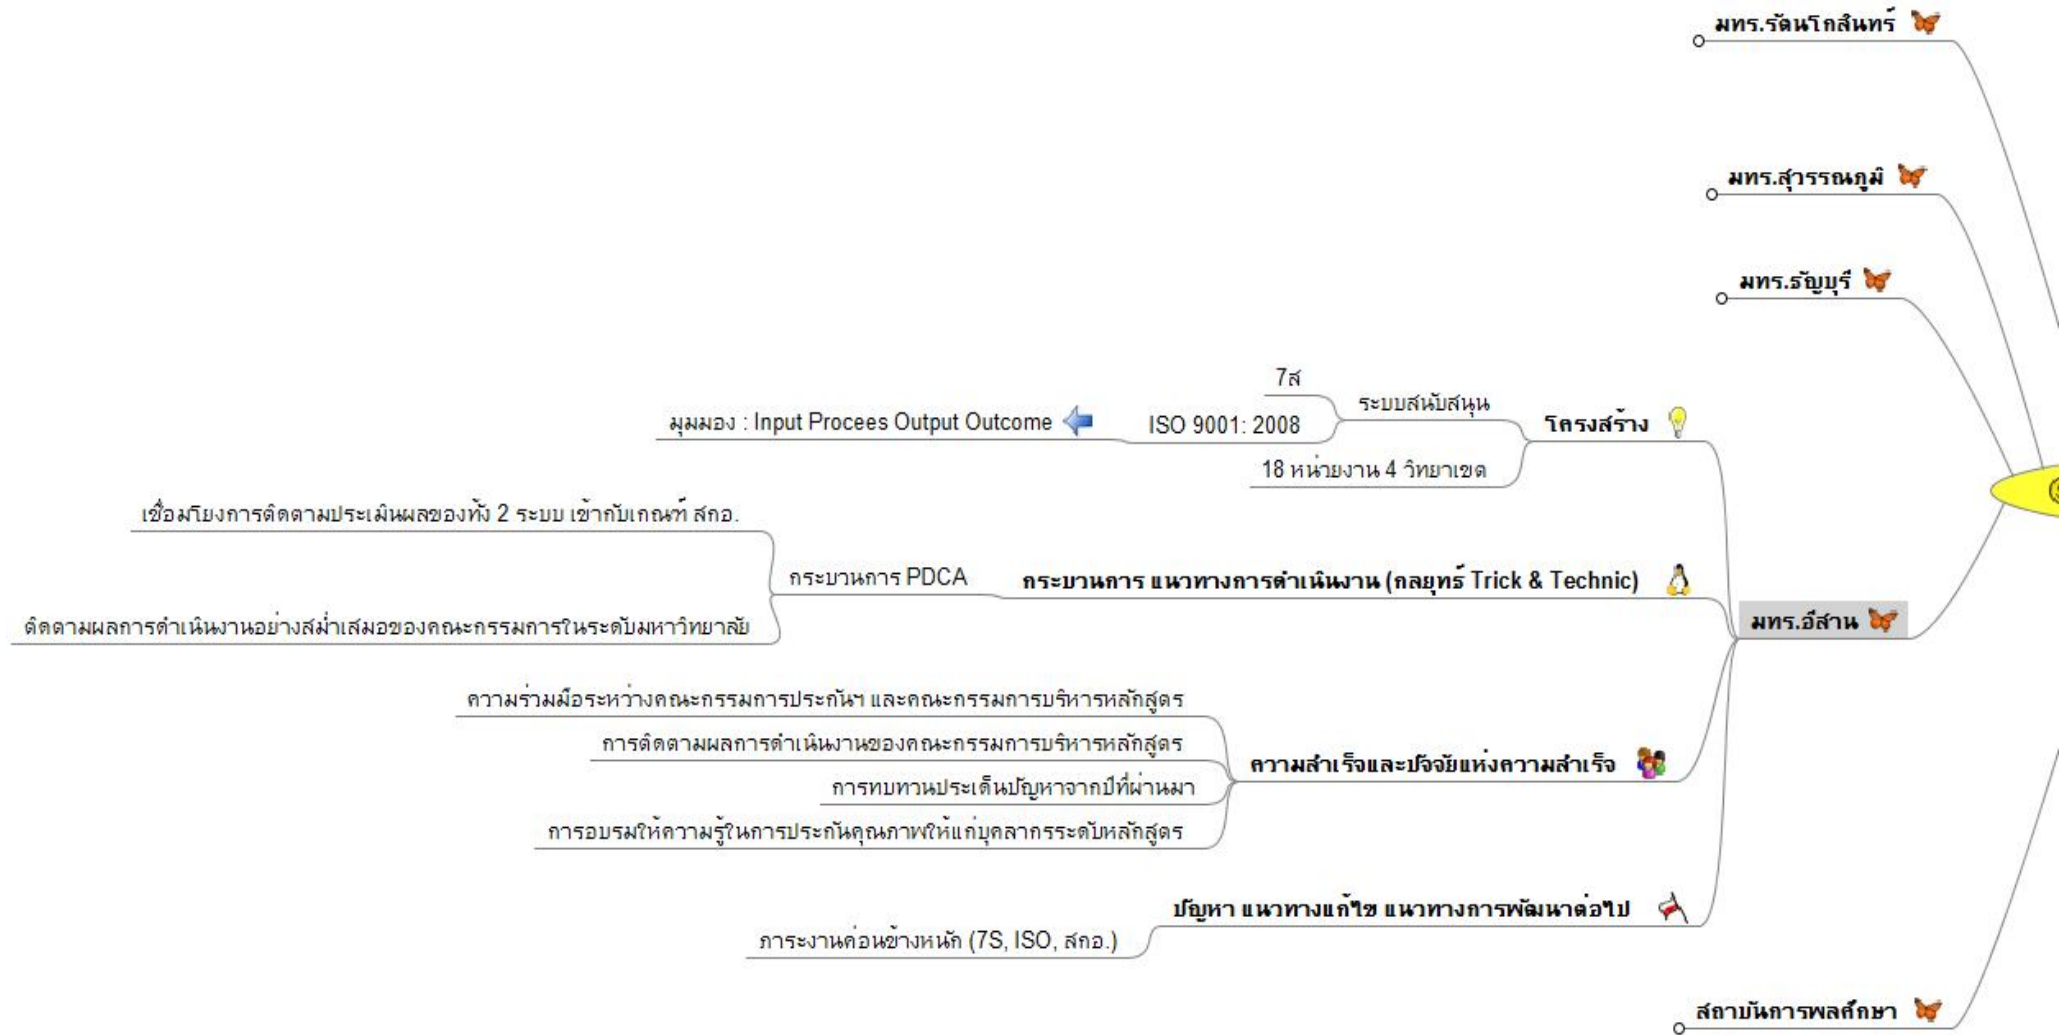 มทร.รัตนโกสินทร์
มทร.สุวรรณภูมิ
มทร.ธัญบุรี
7ส
ระบบสนับสนุน
มุมมอง : Input Procees Output Outcome
ISO 9001: 2008
โครงสร้าง
18 หน่วยงาน 4 วิทยาเขต
เชื่อมโยงการติดตามประเมินผลของทั้ง 2 ระบบ เข้ากับเกณฑ์ สกอ.
กระบวนการ PDCA
กระบวนการ แนวทางการดำเนินงาน (กลยุทธ์ Trick & Technic)
ติดตามผลการดำเนินงานอย่างสม่ำเสมอของคณะกรรมการในระดับมหาวิทยาลัย
มทร.อีสาน
ความร่วมมือระหว่างคณะกรรมการประกันฯ และคณะกรรมการบริหารหลักสูตร
การติดตามผลการดำเนินงานของคณะกรรมการบริหารหลักสูตร
ความสำเร็จและปัจจัยแห่งความสำเร็จ
การทบทวนประเด็นปัญหาจากปีที่ผ่านมา
การอบรมให้ความรู้ในการประกันคุณภาพให้แก่บุคลากรระดับหลักสูตร
ปัญหา แนวทางแก้ไข แนวทางการพัฒนาต่อไป
ภาระงานค่อนข้างหนัก (7S, ISO, สกอ.)
สถาบันการพลศึกษา